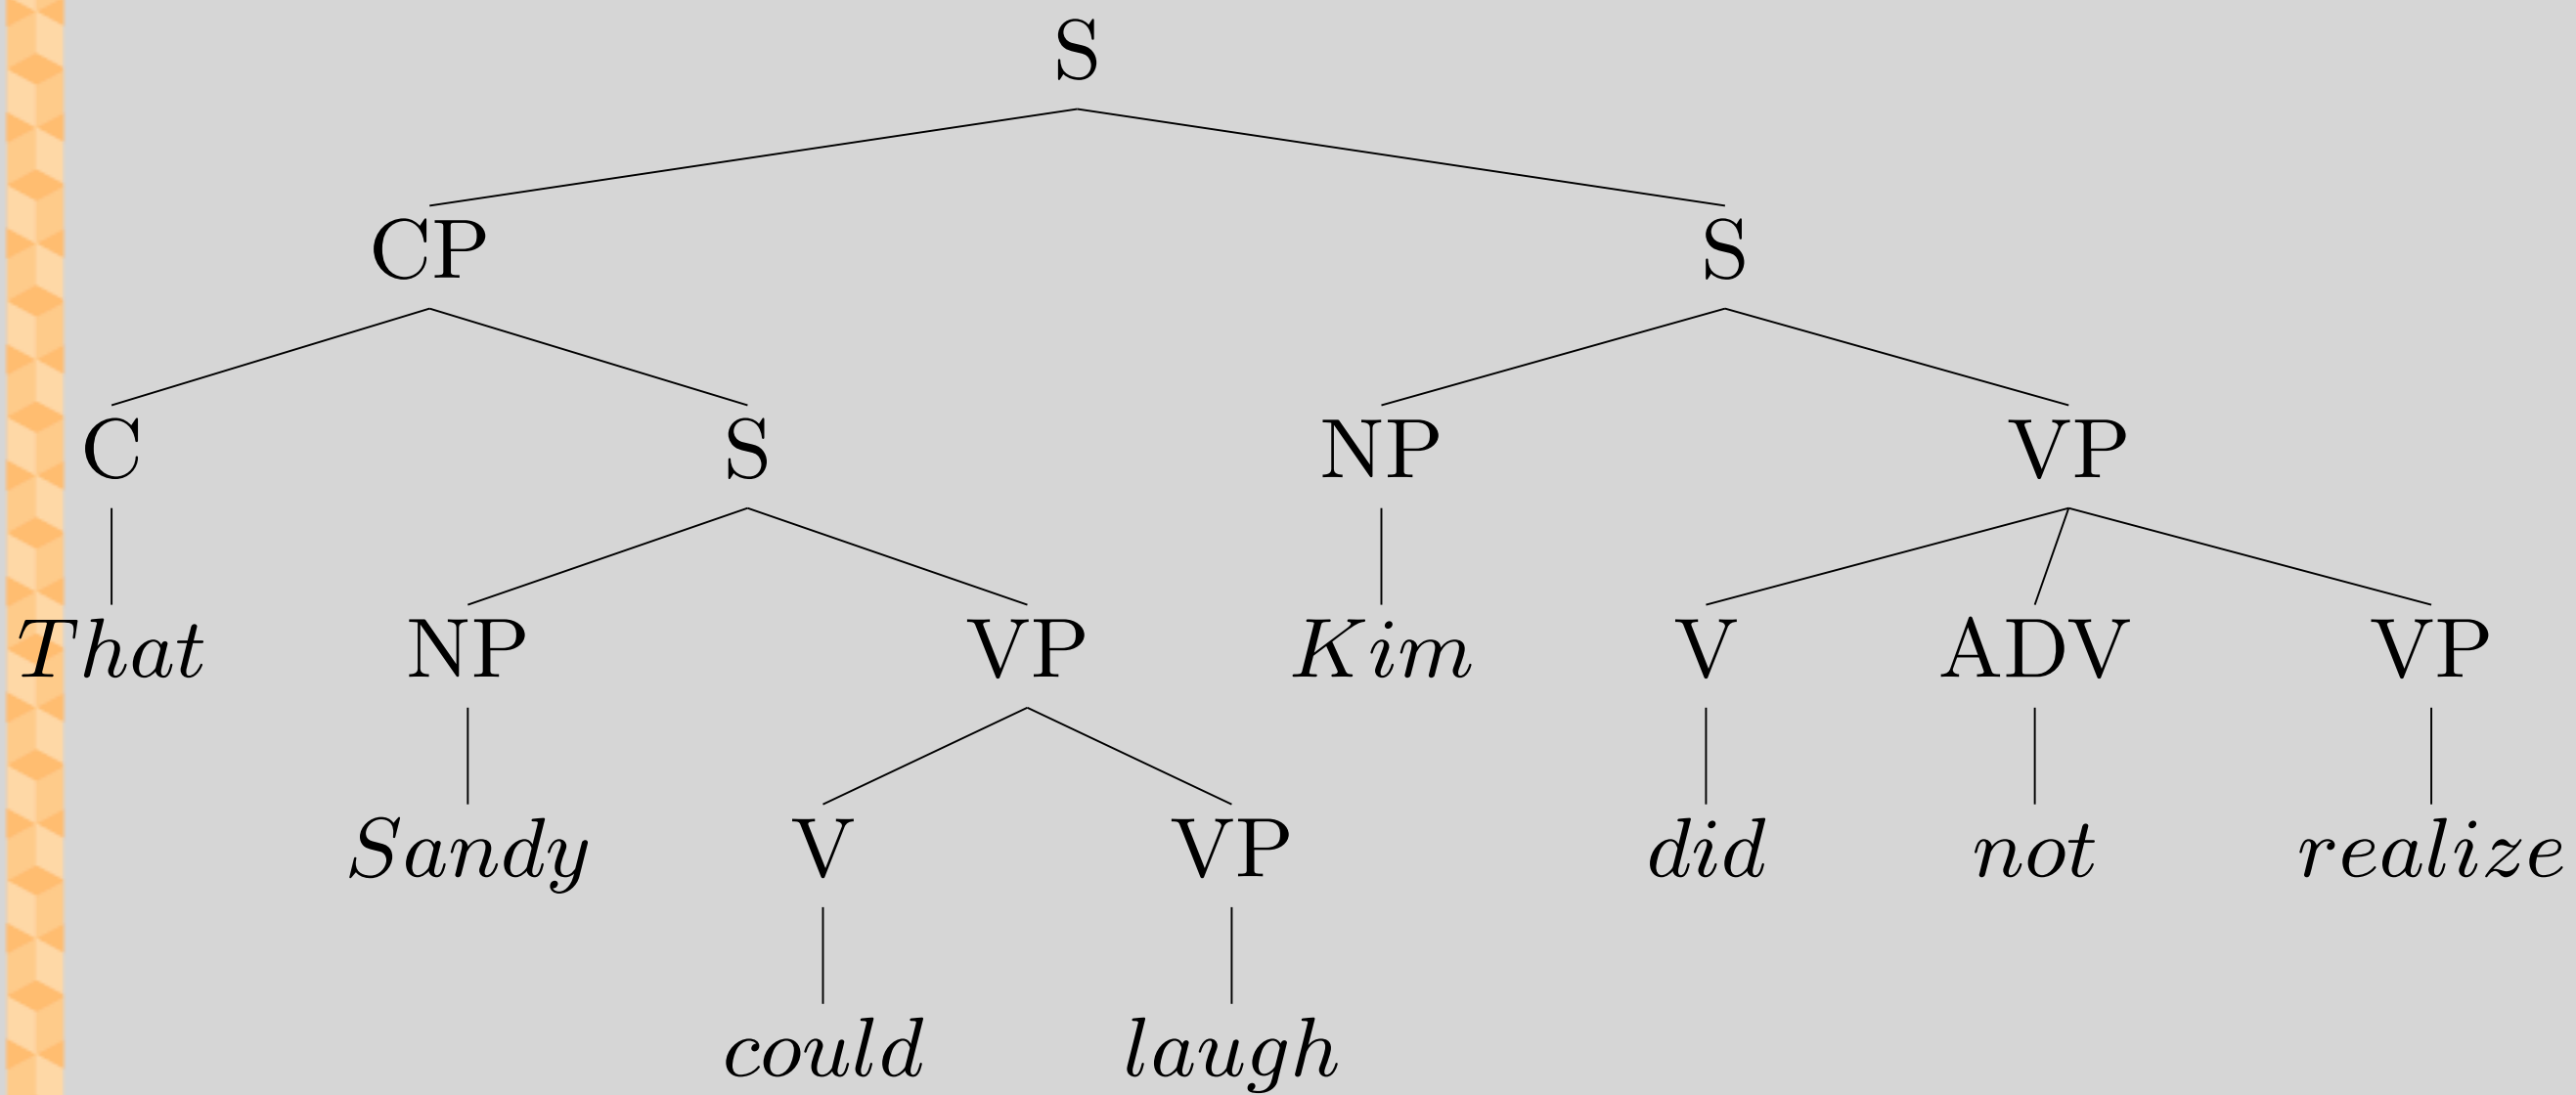 S
CP S
C S NP VP
That NP VP Kim V ADV VP
Sandy V VP did not realize
could laugh